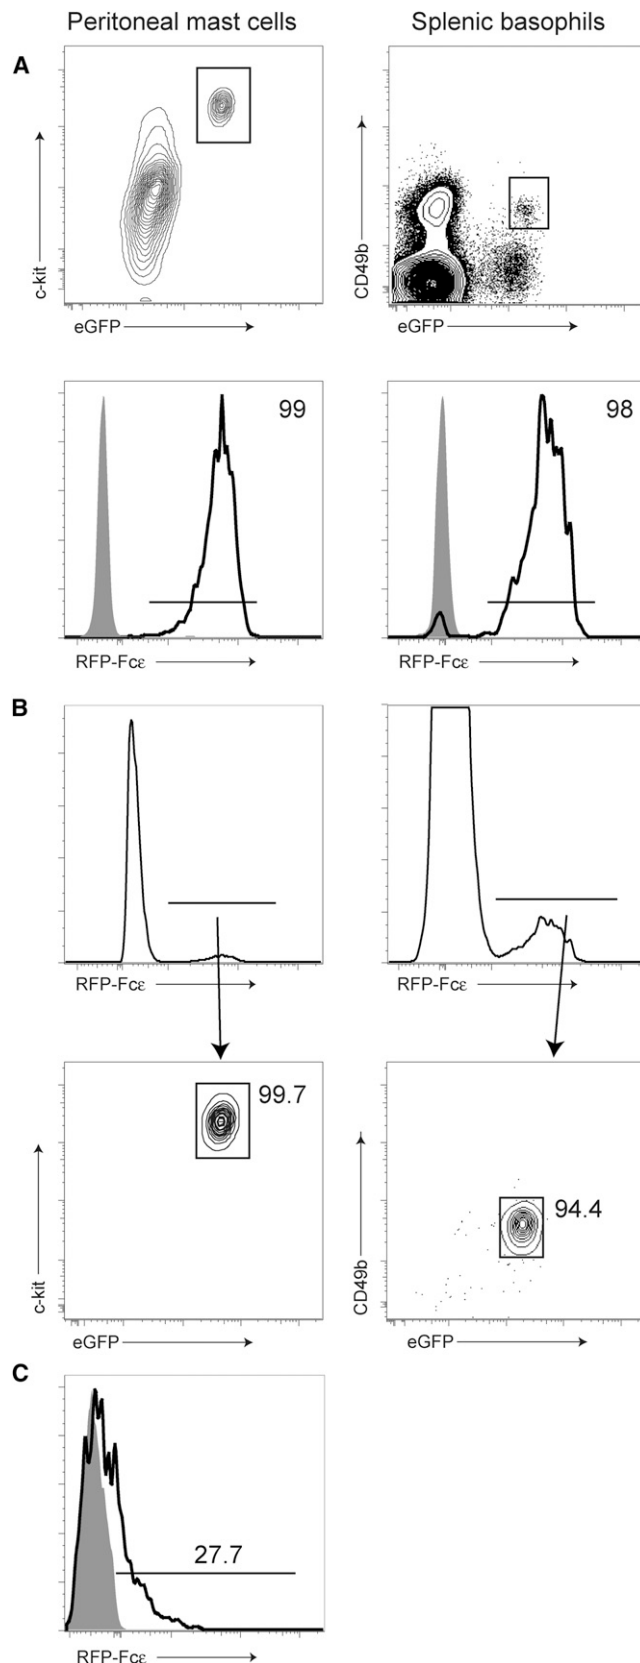 Peritoneal mast cells Splenic basophils
A
c-kit
CD49b
eGFP
eGFP
99
98
RFP-Fcε
RFP-Fcε
B
RFP-Fcε
RFP-Fcε
99.7
94.4
c-kit
CD49b
eGFP
eGFP
C
27.7
RFP-Fcε